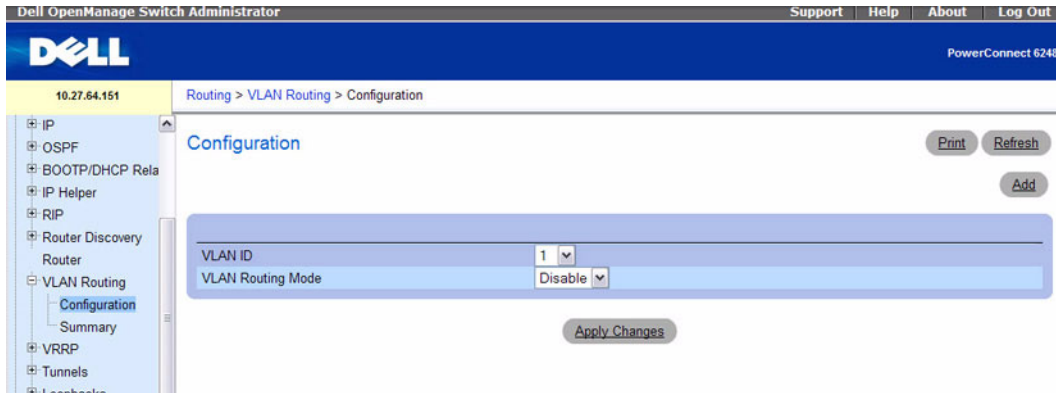 Dell OpenManage Switch Administrator
Support Help About Log Out
DELL
PowerConnect 6248
10.27.64.151
Routing > VLAN Routing > Configuration
IP
OSPF
BOOTP/DHCP Rela
IP Helper
RIP
Router Discovery
Router
VLAN Routing
Configuration
Summary
VRRP
Tunnels
Configuration
Print Refresh
Add
VLAN ID 1
VLAN Routing Mode Disable
Apply Changes